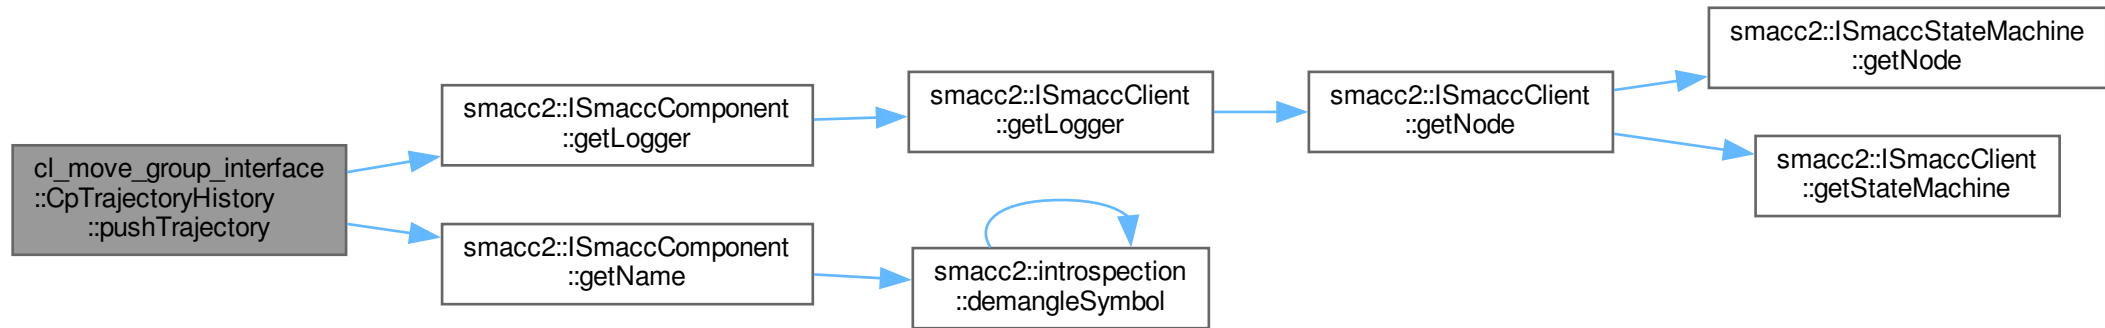 cl_move_group_interface
::CpTrajectoryHistory
::pushTrajectory
smacc2::ISmaccComponent
::getLogger
smacc2::ISmaccClient
::getLogger
smacc2::ISmaccClient
::getNode
smacc2::ISmaccStateMachine
::getNode
smacc2::ISmaccClient
::getStateMachine
smacc2::ISmaccComponent
::getName
smacc2::introspection
::demangleSymbol